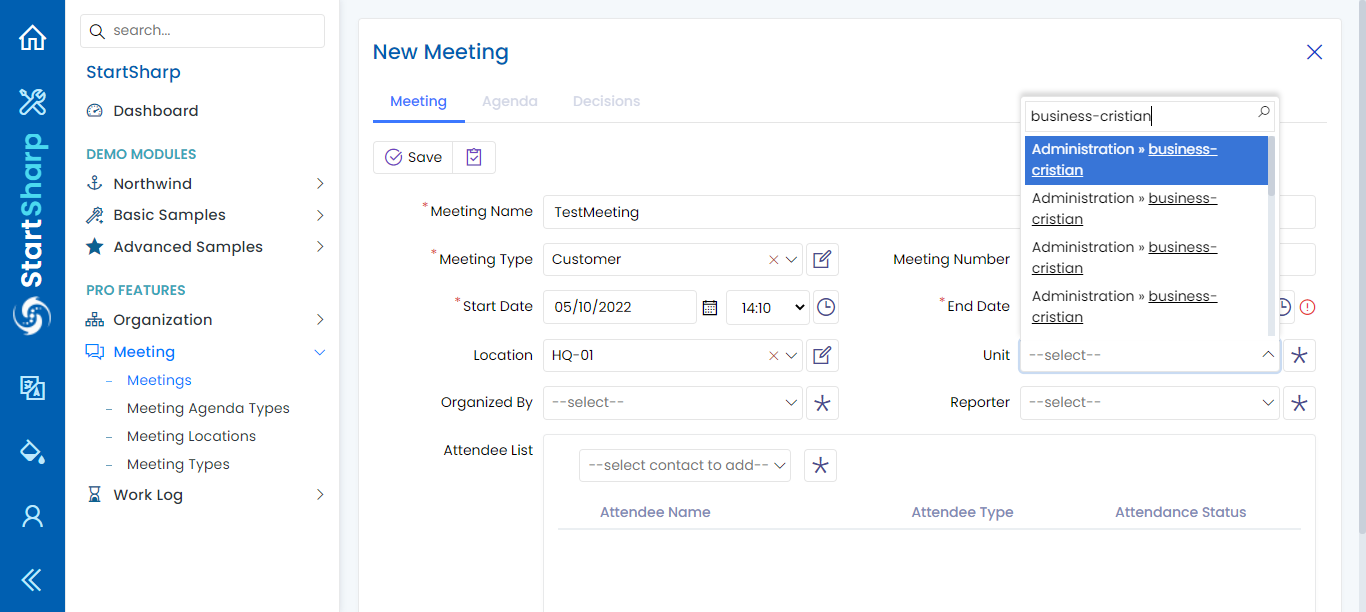 StartSharp
search...
StartSharp
Dashboard
DEMO MODULES
Northwind
Basic Samples
Advanced Samples
PRO FEATURES
Organization
Meeting
Meetings
Meeting Agenda Types
Meeting Locations
Meeting Types
Work Log
New Meeting
Meeting
Agenda
Decisions
Save
*Meeting Name
TestMeeting
*Meeting Type
Customer
Meeting Number
*Start Date
05/10/2022
14:10
*End Date
Location
HQ-01
Unit
--select--
business-cristian
Administration » business-
cristian
Administration » business-
cristian
Administration » business-
cristian
Administration » business-
cristian
Organized By
--select--
Reporter
--select--
Attendee List
--select contact to add--
Attendee Name
Attendee Type
Attendance Status